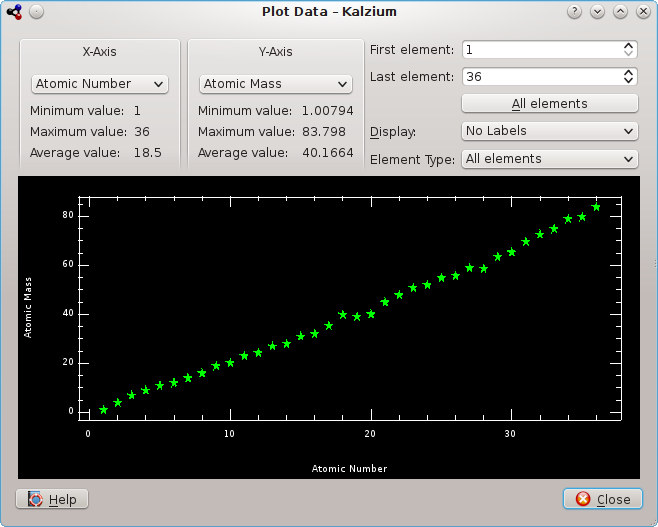 Plot Data - Kalzium
X-Axis
Atomic Number
Minimum value: 1
Maximum value: 36
Average value: 18.5
Y-Axis
Atomic Mass
Minimum value: 1.00794
Maximum value: 83.798
Average value: 40.1664
First element: 1
Last element: 36
All elements
Display: No Labels
Element Type: All elements
80
60
40
20
0
Atomic Mass
0 10 20 30
Atomic Number
Help
Close